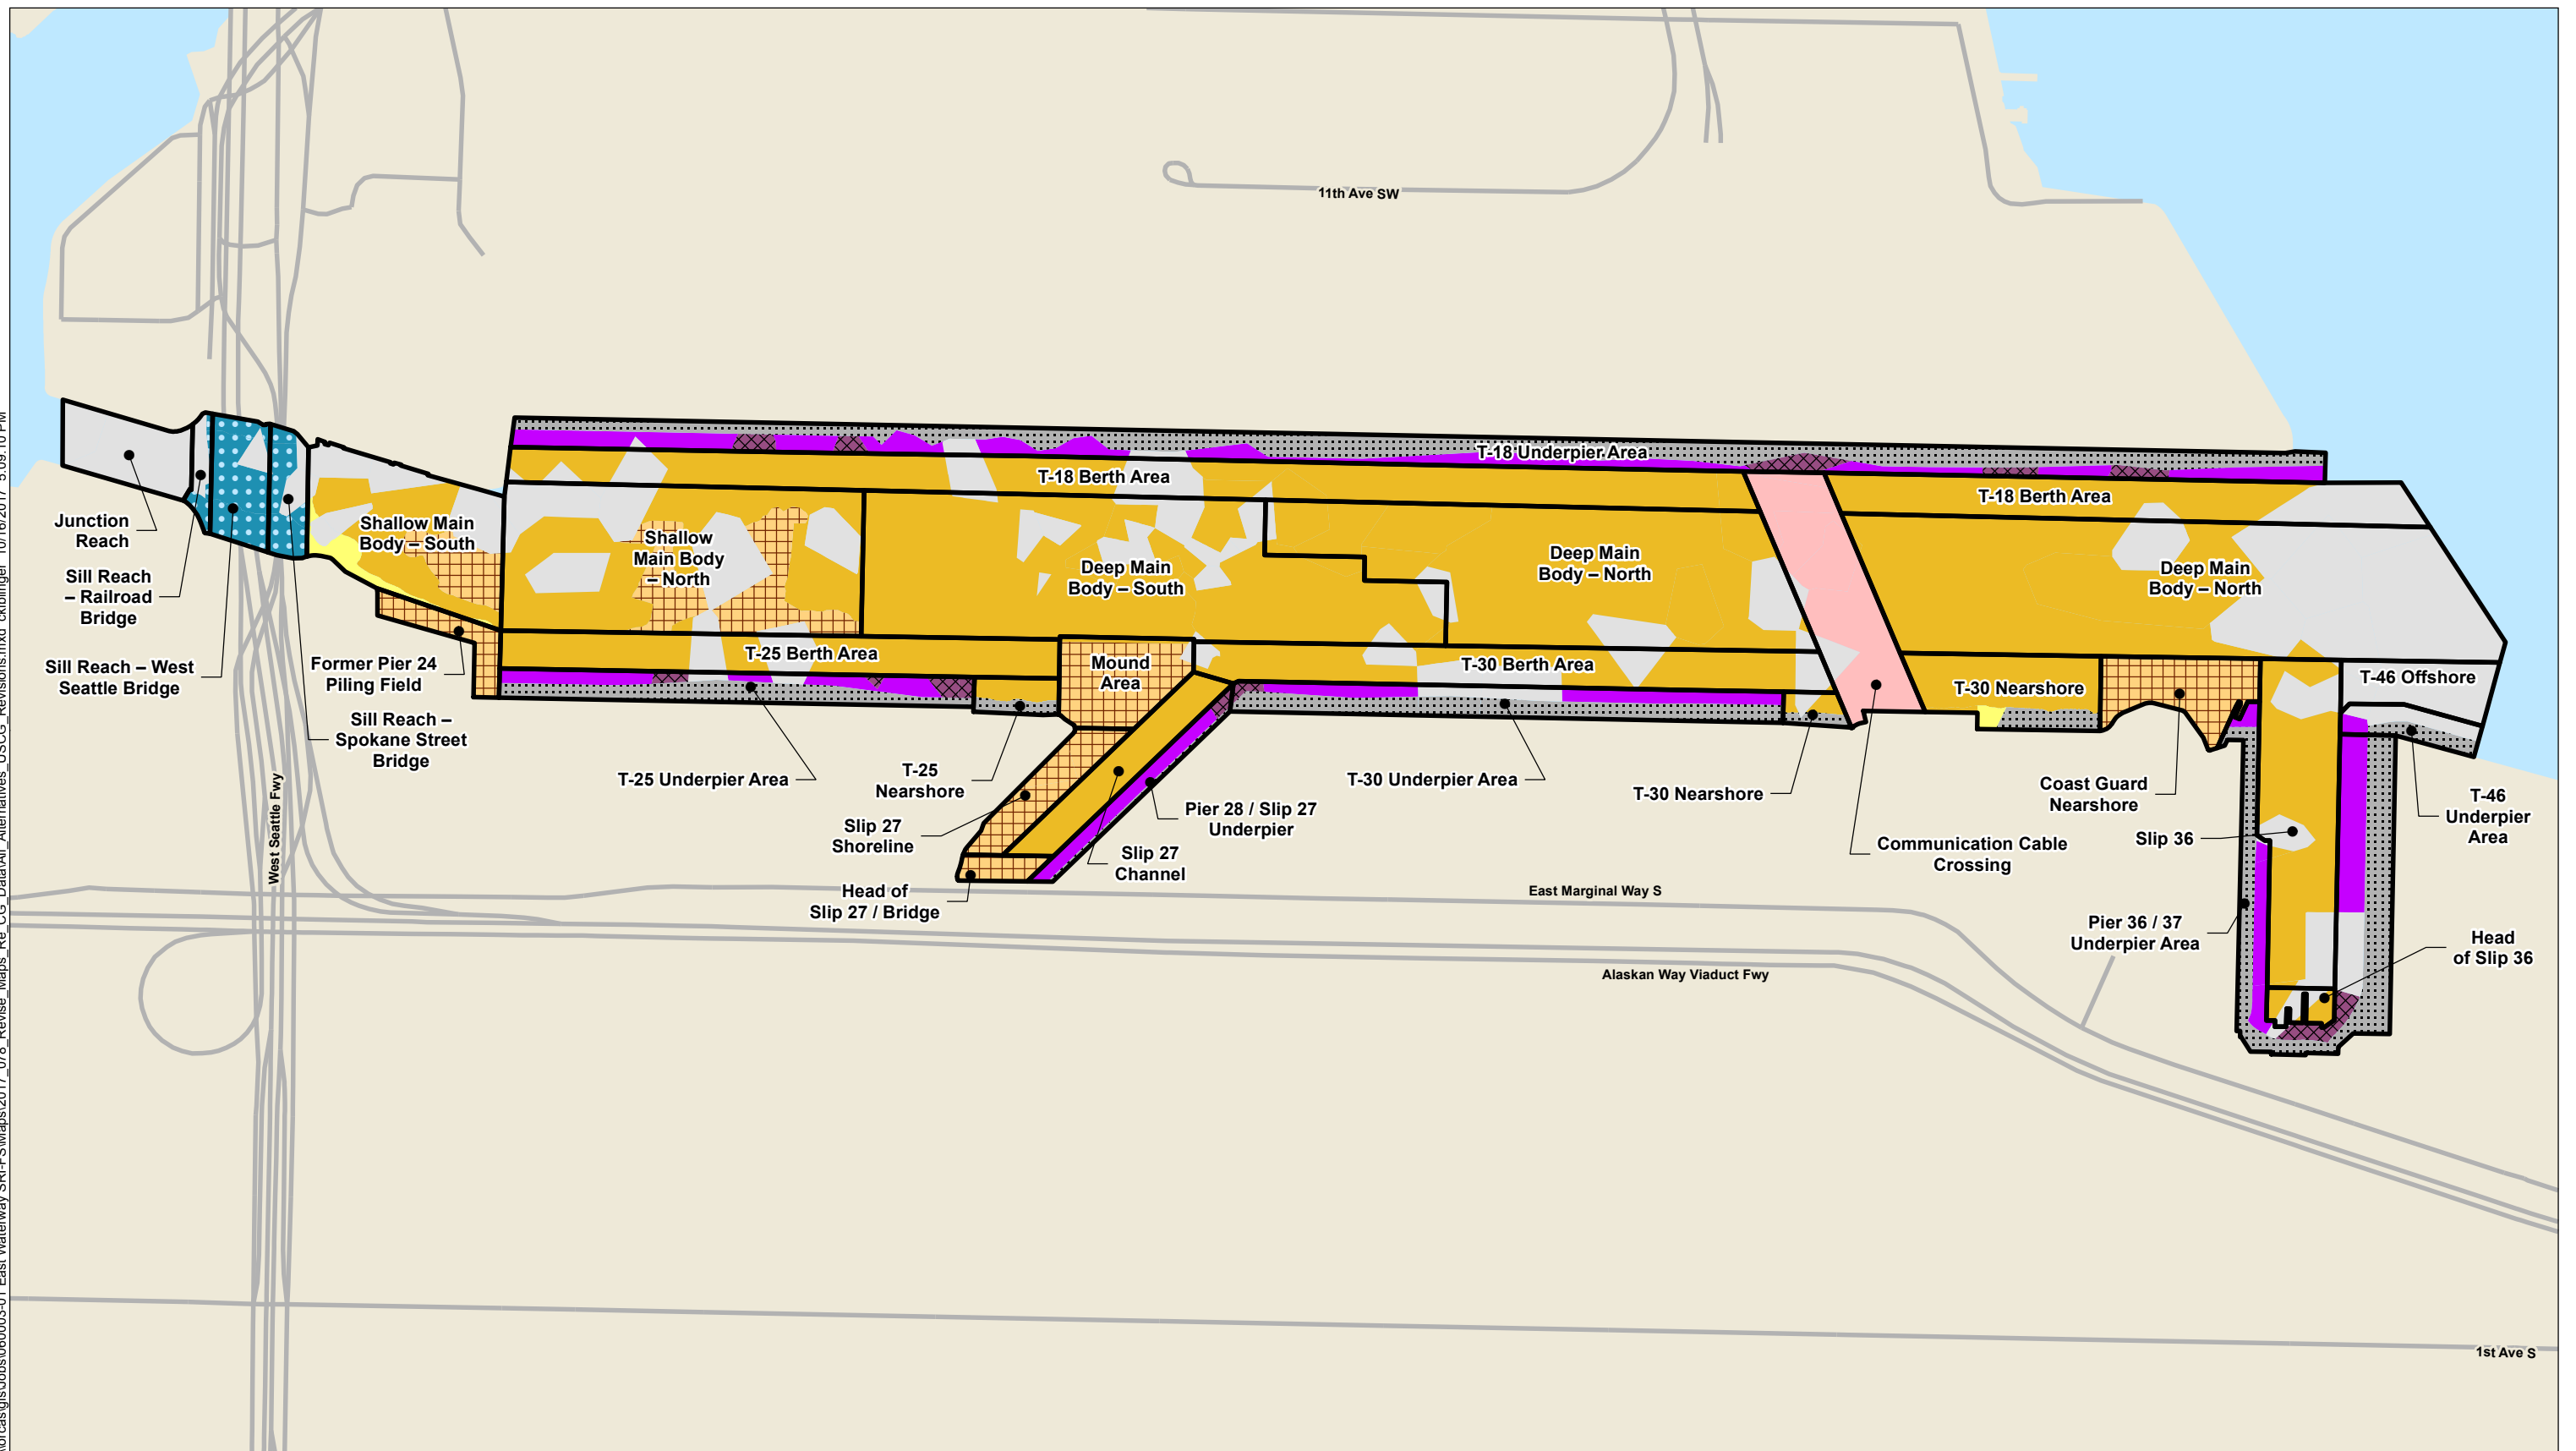 11th Ave SW
T-18 Underpier Area
T-18 Berth Area
T-18 Berth Area
Junction
Reach
Sill Reach
– Railroad
Bridge
Sill Reach – West
Seattle Bridge
Shallow Main
Body – South
Shallow
Main Body
– North
Deep Main
Body – South
Deep Main
Body – North
Deep Main
Body – North
Former Pier 24
Piling Field
Sill Reach –
Spokane Street
Bridge
T-25 Berth Area
Mound
Area
T-30 Berth Area
T-30 Nearshore
T-46 Offshore
T-25 Underpier Area
T-25
Nearshore
Slip 27
Shoreline
Head of
Slip 27 / Bridge
Slip 27
Channel
Pier 28 / Slip 27
Underpier
T-30 Underpier Area
T-30 Nearshore
Communication Cable
Crossing
Coast Guard
Nearshore
Slip 36
T-46
Underpier
Area
Pier 36 / 37
Underpier Area
Head
of Slip 36
West Seattle Fwy
East Marginal Way S
Alaskan Way Viaduct Fwy
1st Ave S